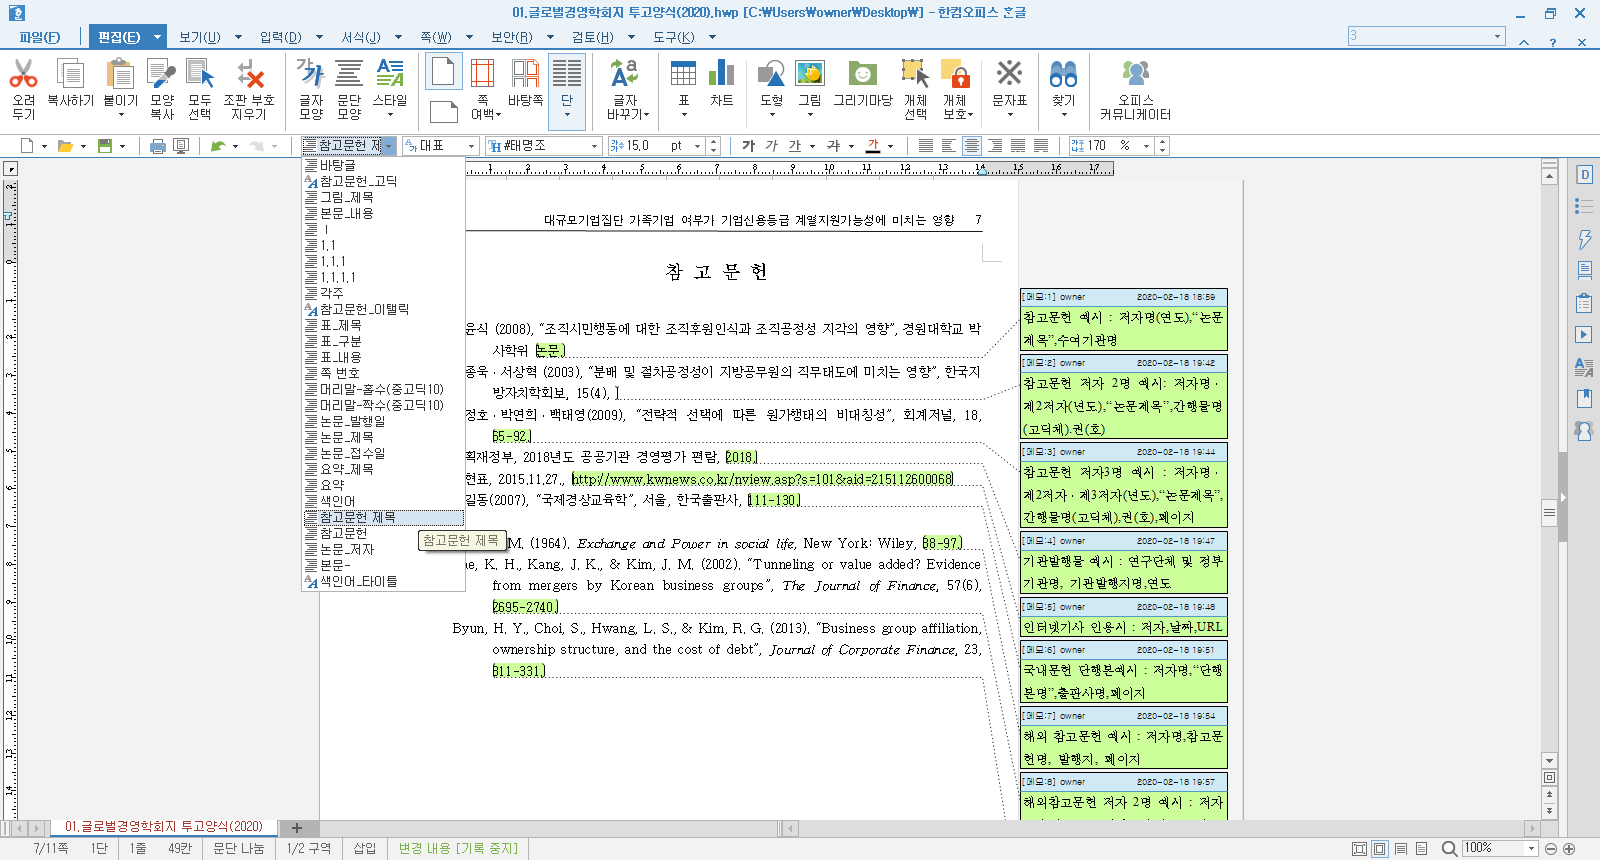 01.글로벌경영학회지 투고양식(2020).hwp [C:₩Users₩owner₩Desktop₩] - 한컴오피스 흔글
파일(F) 편집(E) 보기(U) 입력(D) 서식(J) 쪽(W) 보안(R) 검토(H) 도구(K) 3
오려 두기
복사하기
붙이기
모양 복사
모두 선택
조판 부호 지우기
글자 모양
문단 모양
스타일
쪽 여백
바탕쪽
단
글자 바꾸기
표
차트
도형
그림
그리기마당
개체 선택
개체 보호
문자표
찾기
오피스 커뮤니케이터
참고문헌 제 대표 #태명조 15,0 pt 가 가 가 가 가 170 %
바탕글
참고문헌_고딕
그림_제목
본문_내용
I
1.1
1.1.1
1.1.1.1
각주
참고문헌_이탤릭
표_제목
표_구분
표_내용
쪽 번호
머리말-홀수(중고딕10)
머리말-짝수(중고딕10)
논문_발행일
논문_제목
논문_접수일
요약_제목
요약
색인어
참고문헌 제목
참고문헌
논문_저자
본문-
색인어_타이틀
참고문헌 제목
1 2 3 4 5 6 7 8 9 10 11 12 13 14 15 16 17
대규모기업집단 가족기업 여부가 기업신용등급 계열지원가능성에 미치는 영향 7
참 고 문 헌
윤식 (2008), “조직시민행동에 대한 조직후원인식과 조직공정성 지각의 영향”, 경원대학교 박
사학위 논문.
종욱·서상혁 (2003), “분배 및 절차공정성이 지방공무원의 직무태도에 미치는 영향”, 한국지
방자치학회보, 15(4),
정호·박연희·백태영(2009), “전략적 선택에 따른 원가행태의 비대칭성”, 회계저널, 18,
65-92.
획재정부, 2018년도 공공기관 경영평가 편람, 2018.
현표, 2015.11.27., http://www.kwnews.co.kr/nview.asp?s=101&aid=215112600068
길동(2007), “국제경상교육학”, 서울, 한국출판사, 111-130.
M. (1964). Exchange and Power in social life, New York: Wiley, 88-97.
e, K. H., Kang, J. K., & Kim, J. M. (2002). “Tunneling or value added? Evidence
from mergers by Korean business groups”, The Journal of Finance, 57(6),
2695-2740.
Byun, H. Y., Choi, S., Hwang, L. S., & Kim, R. G. (2013). “Business group affiliation,
ownership structure, and the cost of debt”, Journal of Corporate Finance, 23,
311-331.
[메모:1] owner 2020-02-18 18:59
참고문헌 예시 : 저자명(연도),“논문
제목”,수여기관명
[메모:2] owner 2020-02-18 19:42
참고문헌 저자 2명 예시: 저자명·
제2저자(년도),“논문제목”,간행물명
(고딕체).권(호)
[메모:3] owner 2020-02-18 19:44
참고문헌 저자3명 예시 : 저자명·
제2저자·제3저자(년도),“논문제목”,
간행물명(고딕체),권(호),페이지
[메모:4] owner 2020-02-18 19:47
기관발행물 예시 : 연구단체 및 정부
기관명, 기관발행지명,연도
[메모:5] owner 2020-02-18 19:48
인터넷기사 인용시 : 저자,날짜,URL
[메모:6] owner 2020-02-18 19:51
국내문헌 단행본예시 : 저자명,“단행
본명”,출판사명,페이지
[메모:7] owner 2020-02-18 19:54
해외 참고문헌 예시 : 저자명,참고문
헌명, 발행지, 페이지
[메모:8] owner 2020-02-18 19:57
해외참고문헌 저자 2명 예시 : 저자
01.글로벌경영학회지 투고양식(2020)
7/11쪽 1단 1줄 49칸 문단 나눔 1/2 구역 삽입 변경 내용 [기록 중지] 100%